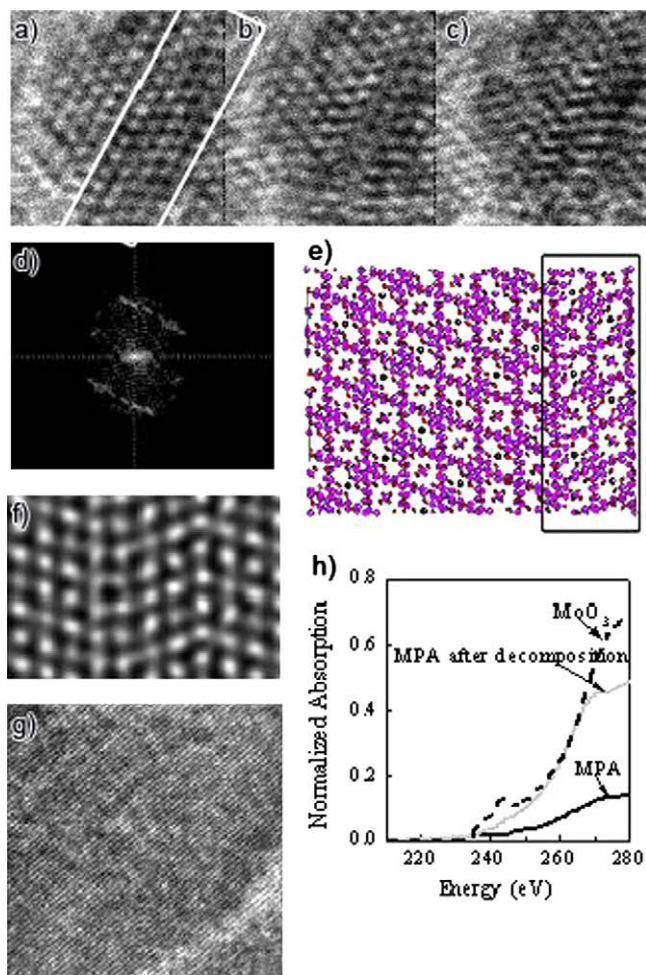 a)
b)
c)
d)
e)
f)
g)
h)
0.8
0.6
0.4
0.2
0.0
Normalized Absorption
MoO3
MPA after decomposition
MPA
220 240 260 280
Energy (eV)